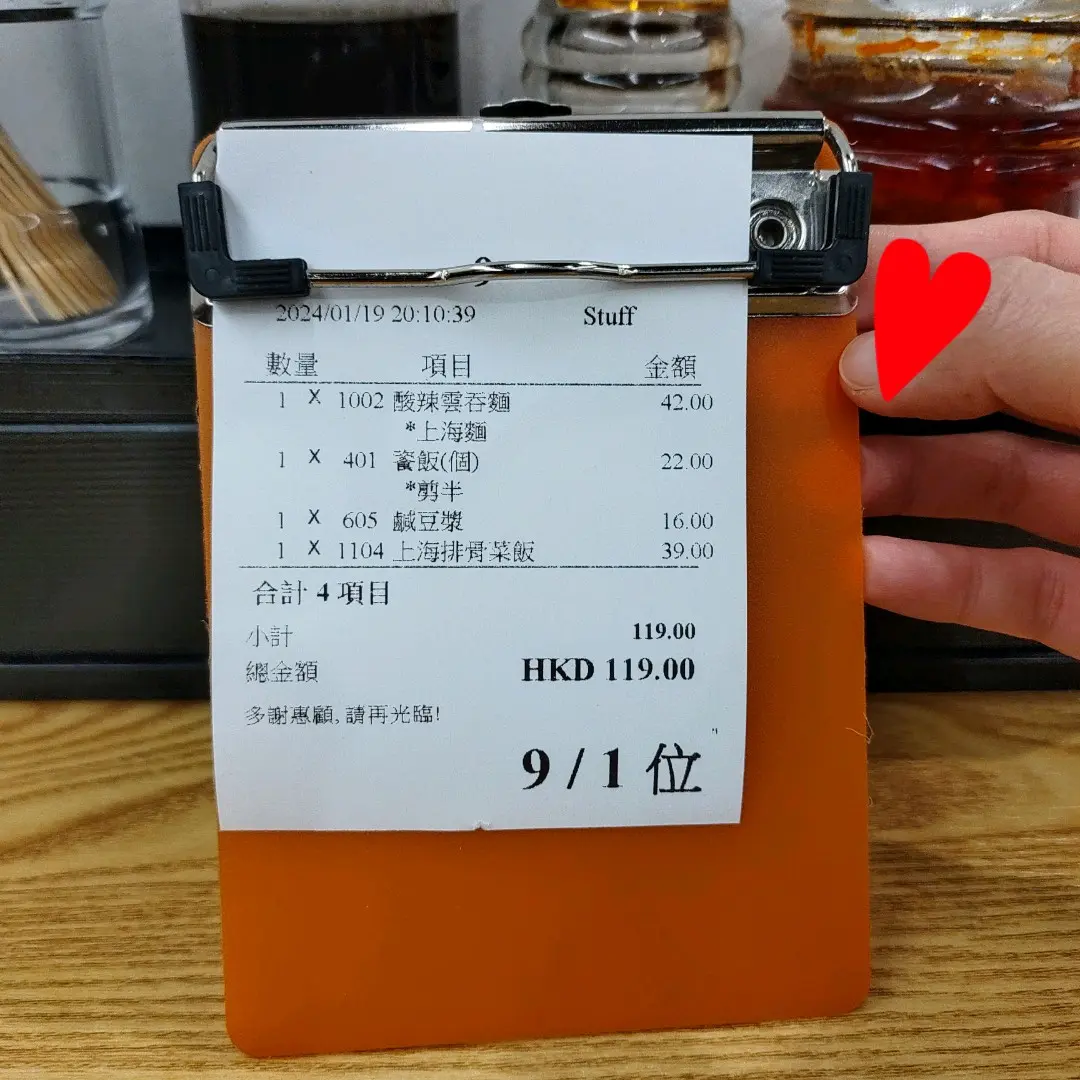 2024/01/19 20:10:39 Stuff
數量 項目 金額
1 X 1002 酸辣雲吞麵 42.00
*上海麵
1 X 401 飯(個) 22.00
*剪半
1 X 605 鹹豆漿 16.00
1 X 1104 上海排骨菜飯 39.00
合計 4 項目
小計 119.00
總金額 HKD 119.00
多謝惠顧, 請再光臨!
9 / 1 位